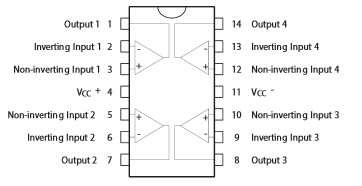 Output 1 1 14 Output 4
Inverting Input 1 2 - - 13 Inverting Input 4
Non-inverting Input 1 3 + + 12 Non-inverting Input 4
VCC + 4 11 VCC -
Non-inverting Input 2 5 + + 10 Non-inverting Input 3
Inverting Input 2 6 - - 9 Inverting Input 3
Output 2 7 8 Output 3